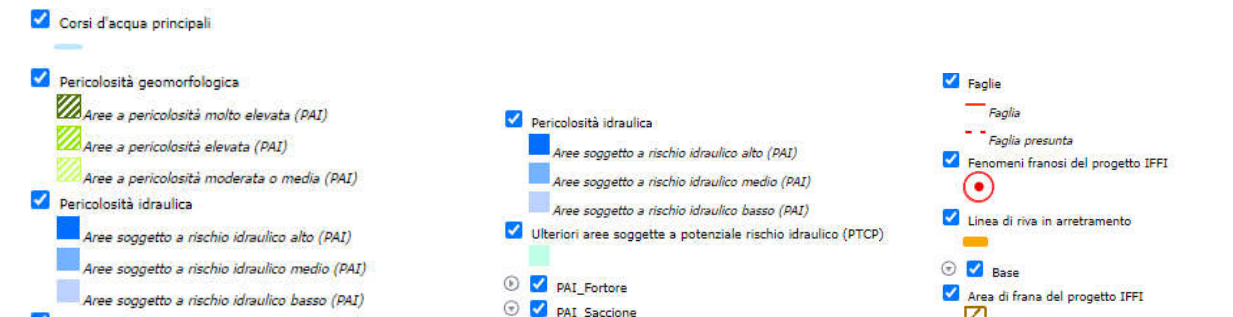 Corsi d'acqua principali
Pericolosità geomorfologica
Aree a pericolosità molto elevata (PAI)
Aree a pericolosità elevata (PAI)
Aree a pericolosità moderata o media (PAI)
Pericolosità idraulica
Aree soggetto a rischio idraulico alto (PAI)
Aree soggetto a rischio idraulico medio (PAI)
Aree soggetto a rischio idraulico basso (PAI)
Pericolosità idraulica
Aree soggetto a rischio idraulico alto (PAI)
Aree soggetto a rischio idraulico medio (PAI)
Aree soggetto a rischio idraulico basso (PAI)
Ulteriori aree soggette a potenziale rischio idraulico (PTCP)
PAI_Fortore
PAI_Saccione
Faglie
Faglia
Faglia presunta
Fenomeni franosi del progetto IFFI
Linea di riva in arretramento
Base
Area di frana del progetto IFFI